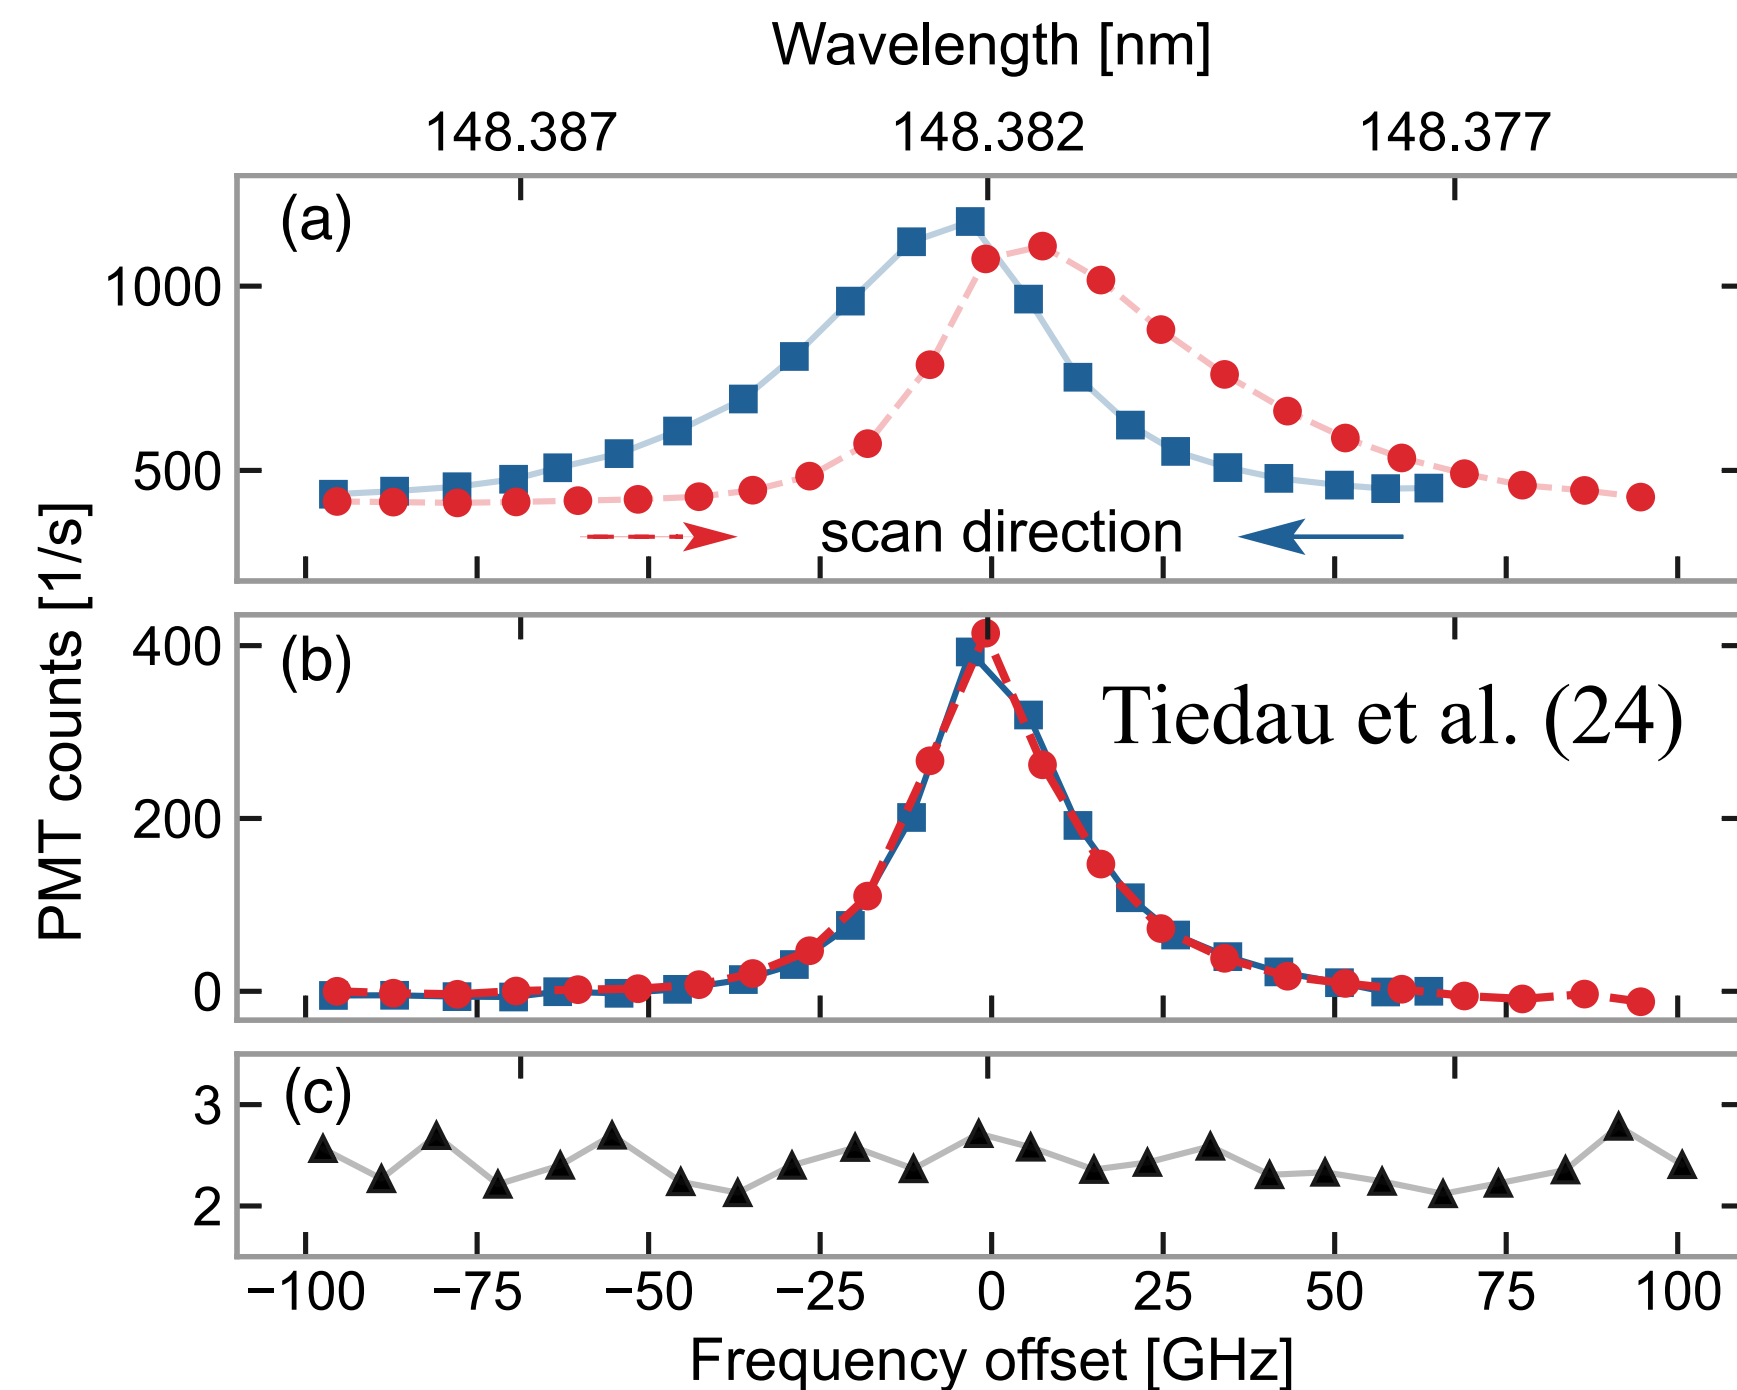 Wavelength [nm]
148.387 148.382 148.377
(a)
1000
500
scan direction
PMT counts [1/s]
(b)
400
Tiedau et al. (24)
200
0
(c)
3
2
−100 −75 −50 −25 0 25 50 75 100
Frequency offset [GHz]